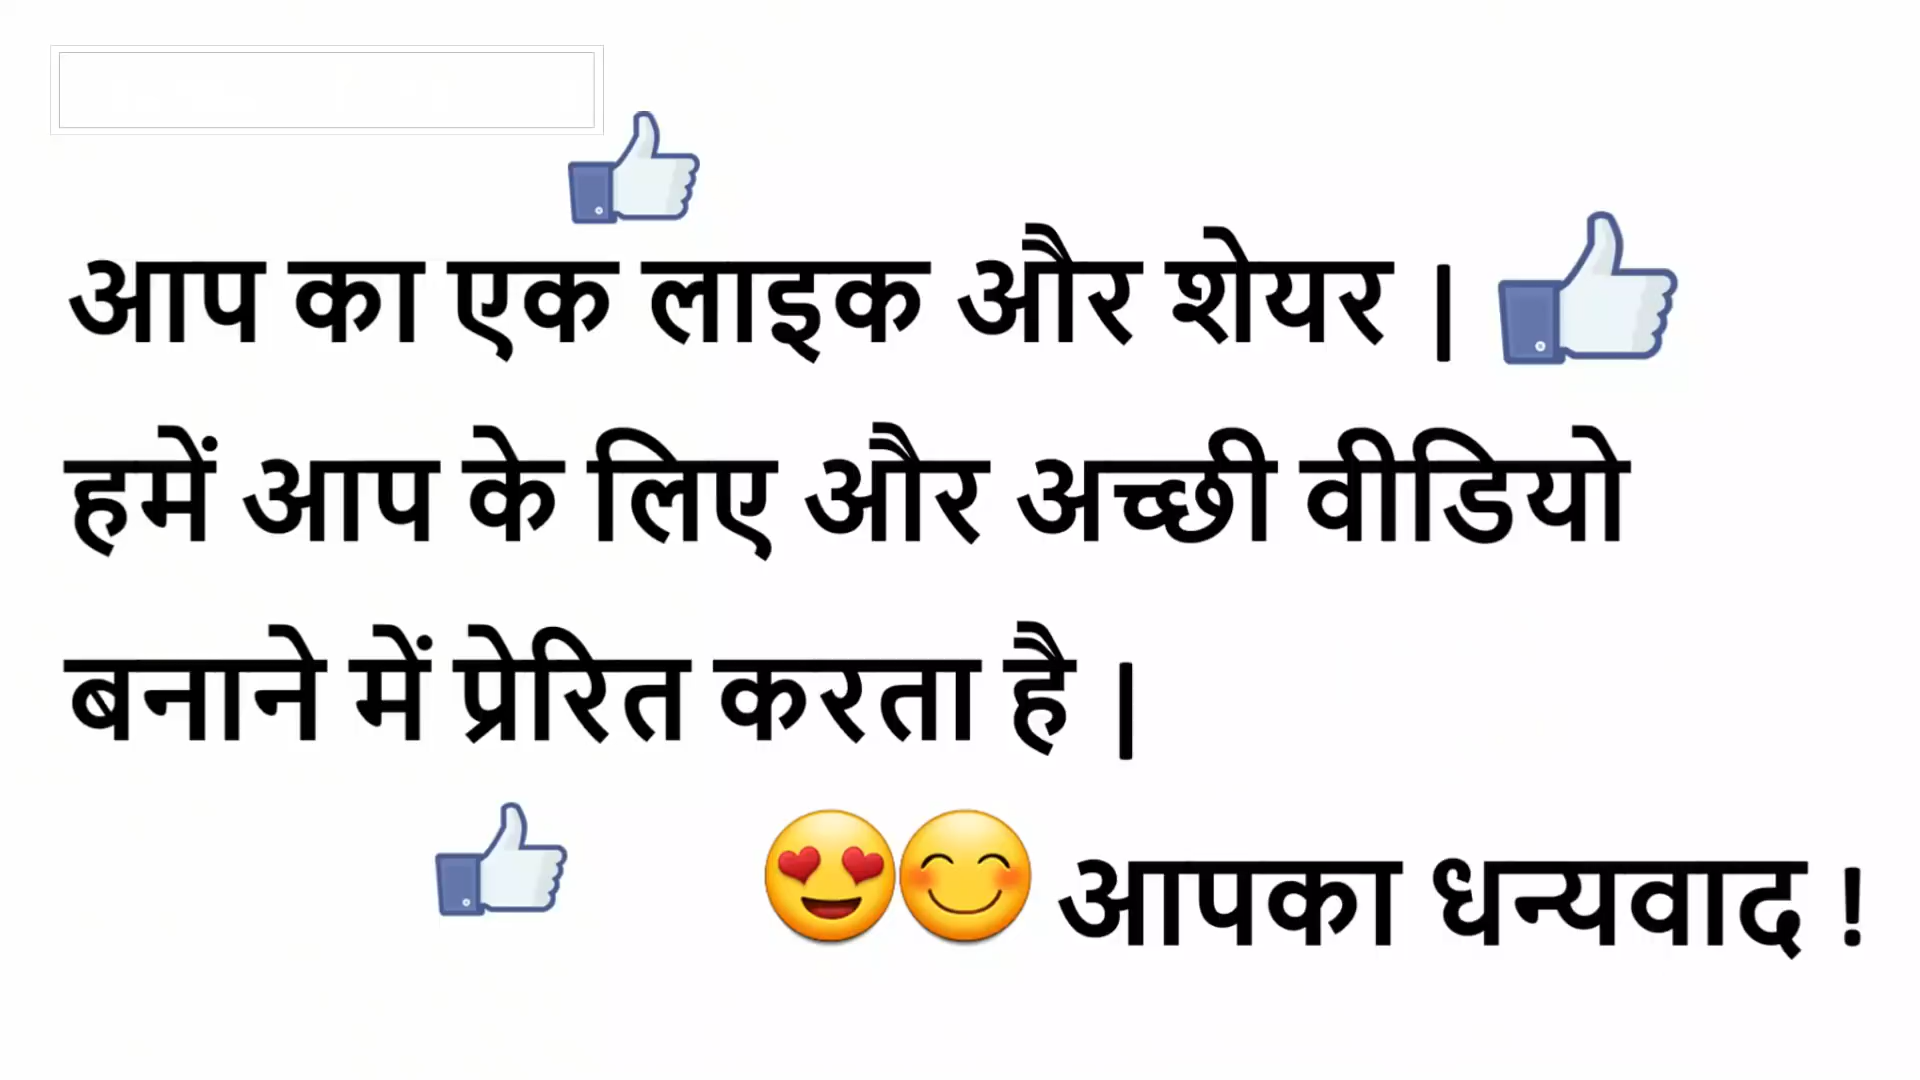 आप का एक लाइक और शेयर |
हमें आप के लिए और अच्छी वीडियो
बनाने में प्रेरित करता है |
आपका धन्यवाद !